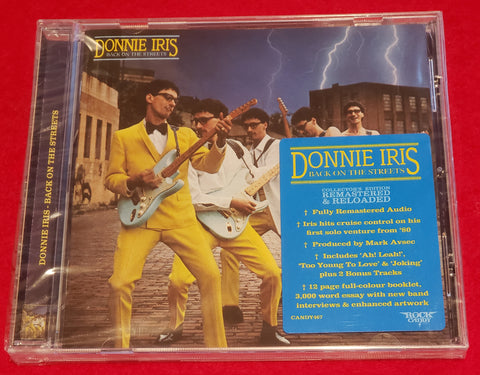 DONNIE IRIS - BACK ON THE STREETS
DONNIE IRIS
BACK ON THE STREETS
DONNIE IRIS
BACK ON THE STREETS
COLLECTOR'S EDITION
REMASTERED
& RELOADED
† Fully Remastered Audio
† Iris hits cruise control on his
first solo venture from '80
† Produced by Mark Avsec
† Includes 'Ah! Leah!',
'Too Young To Love' & 'Joking'
plus 2 Bonus Tracks
† 12 page full-colour booklet,
3,000 word essay with new band
interviews & enhanced artwork
CANDY467
ROCK
CANDY